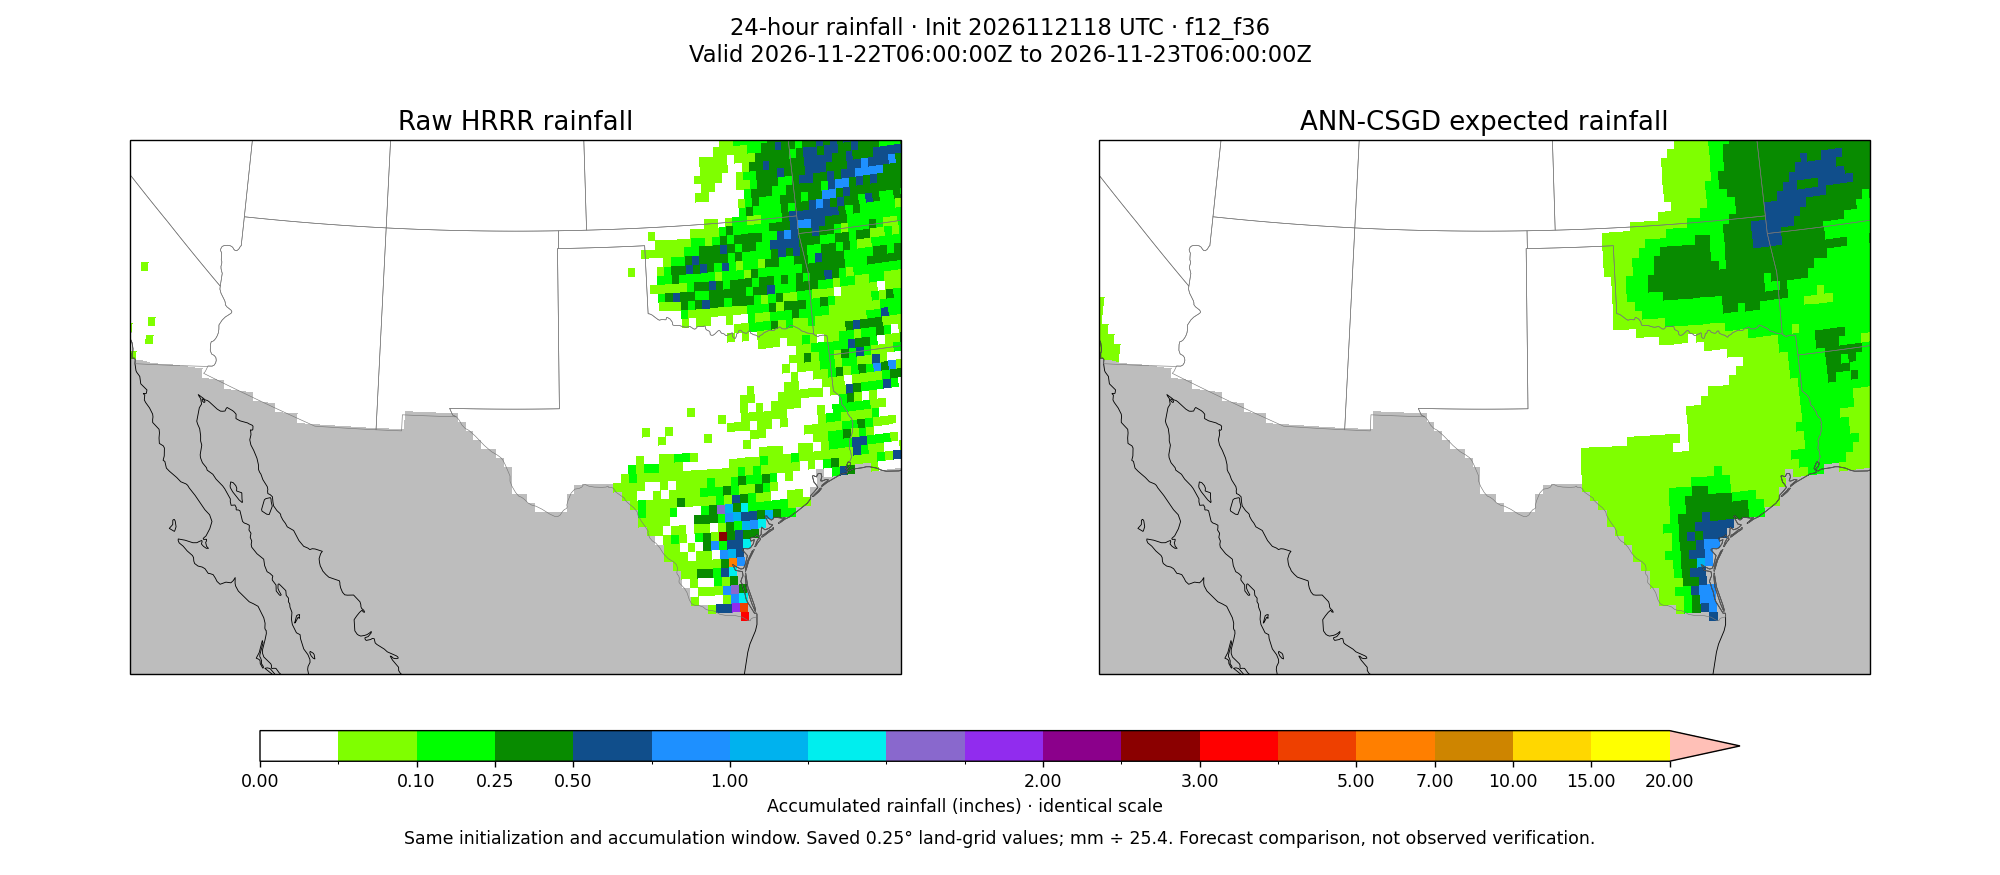 24-hour rainfall · Init 2026112118 UTC · f12_f36
Valid 2026-11-22T06:00:00Z to 2026-11-23T06:00:00Z
Raw HRRR rainfall
ANN-CSGD expected rainfall
0.00 0.10 0.25 0.50 1.00 2.00 3.00 5.00 7.00 10.00 15.00 20.00
Accumulated rainfall (inches) · identical scale
Same initialization and accumulation window. Saved 0.25° land-grid values; mm ÷ 25.4. Forecast comparison, not observed verification.